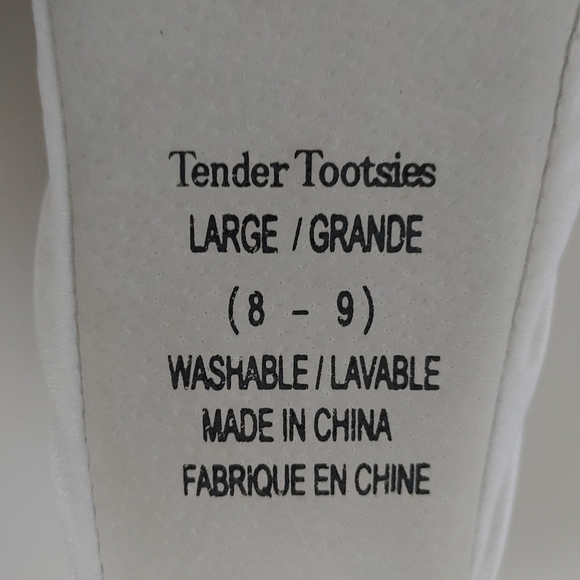 Tender Tootsies
LARGE / GRANDE
(8 - 9)
WASHABLE / LAVABLE
MADE IN CHINA
FABRIQUE EN CHINE